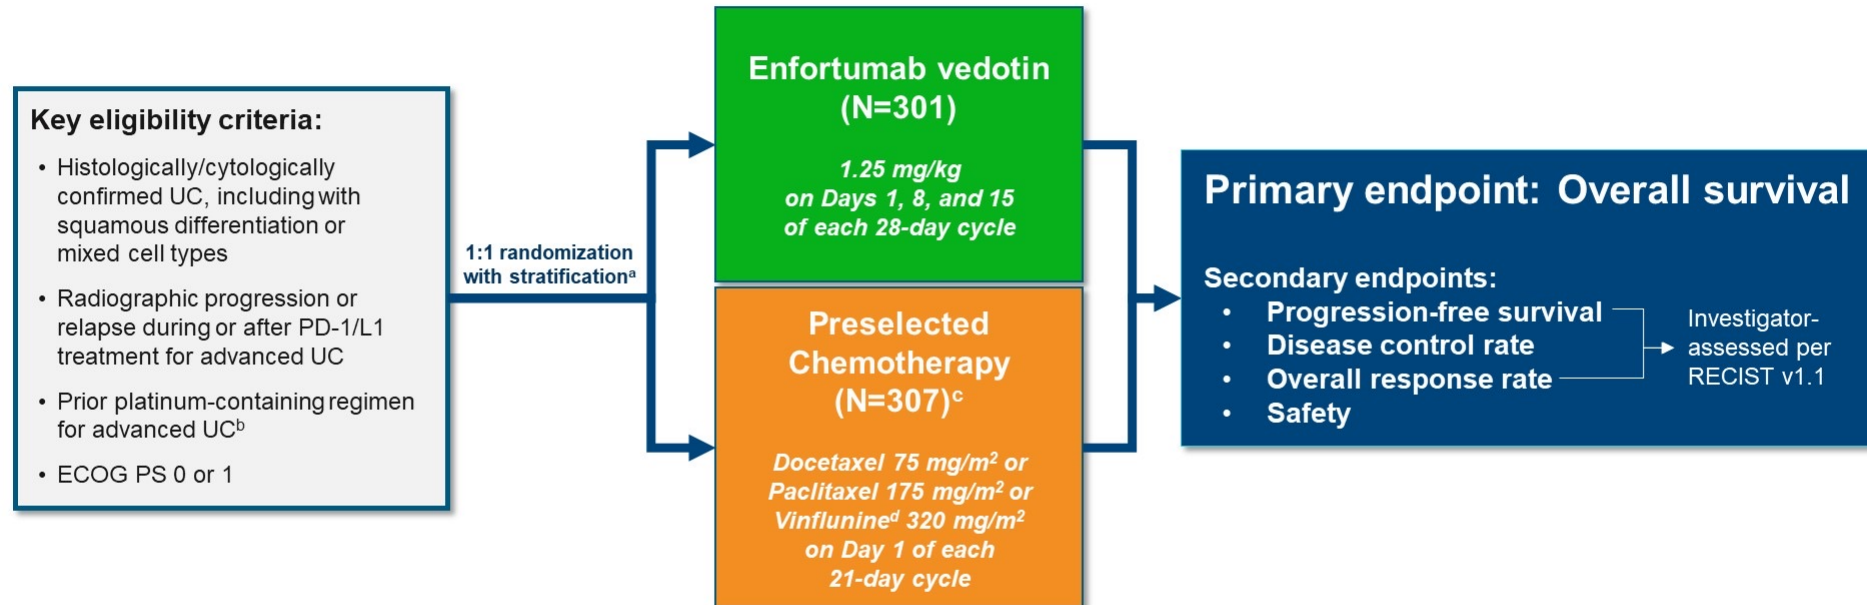 Key eligibility criteria:
• Histologically/cytologically
confirmed UC, including with
squamous differentiation or
mixed cell types
• Radiographic progression or
relapse during or after PD-1/L1
treatment for advanced UC
• Prior platinum-containing regimen
for advanced UCᵇ
• ECOG PS 0 or 1
1:1 randomization
with stratificationᵃ
Enfortumab vedotin
(N=301)
1.25 mg/kg
on Days 1, 8, and 15
of each 28-day cycle
Preselected
Chemotherapy
(N=307)ᶜ
Docetaxel 75 mg/m² or
Paclitaxel 175 mg/m² or
Vinflunineᵈ 320 mg/m²
on Day 1 of each
21-day cycle
Primary endpoint: Overall survival
Secondary endpoints:
• Progression-free survival
• Disease control rate
• Overall response rate
• Safety
Investigator-
assessed per
RECIST v1.1